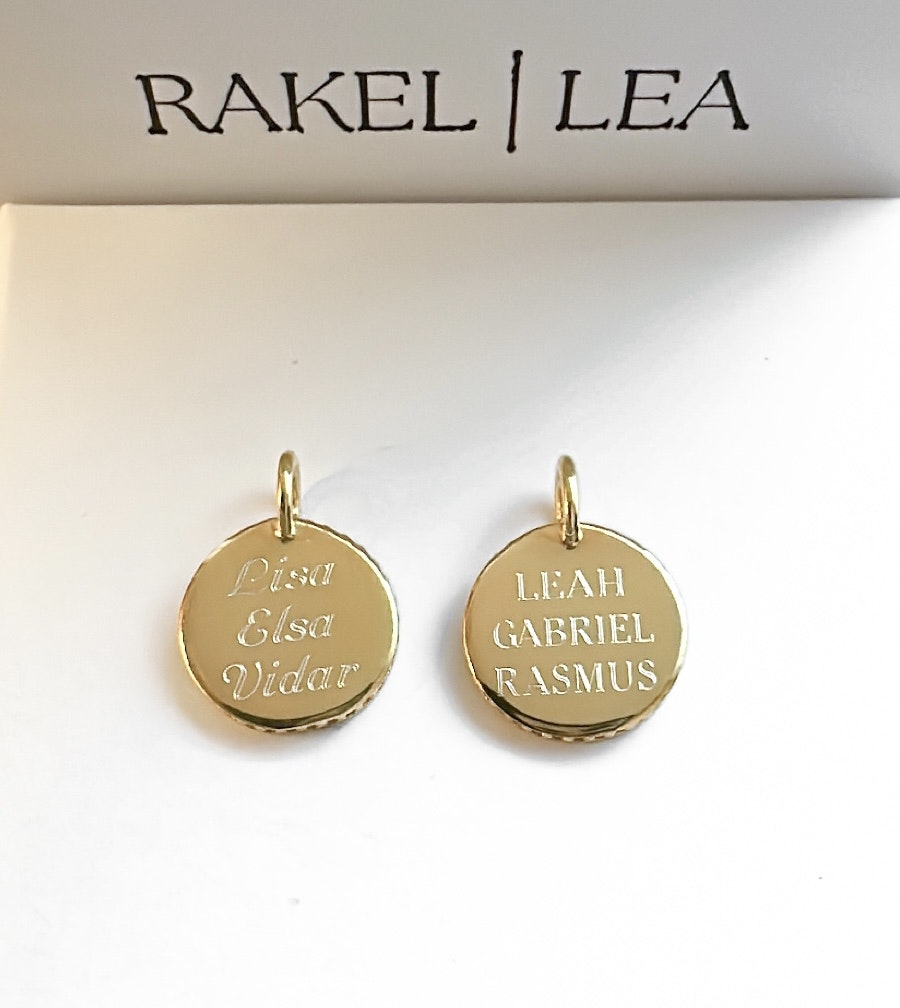 RAKEL | LEA
Lisa
Elsa
Vidar
LEAH
GABRIEL
RASMUS